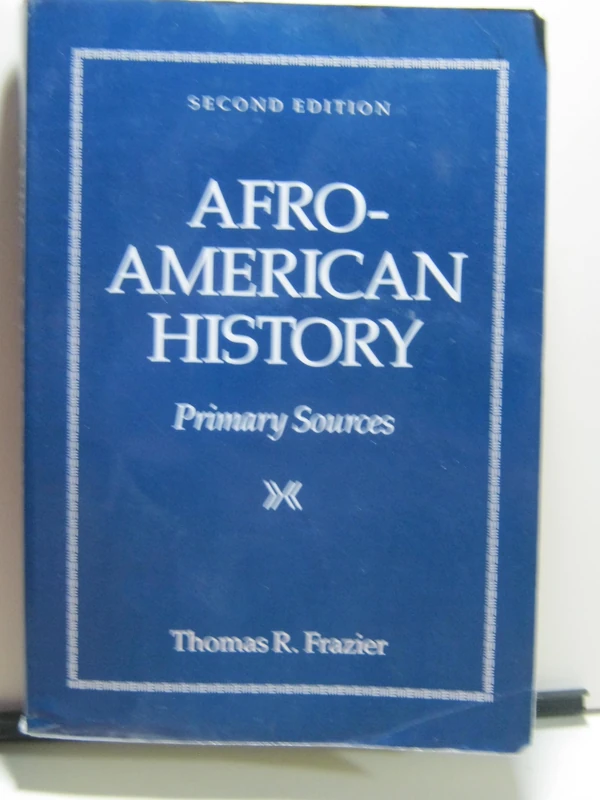 SECOND EDITION
AFRO-
AMERICAN
HISTORY
Primary Sources
Thomas R. Frazier